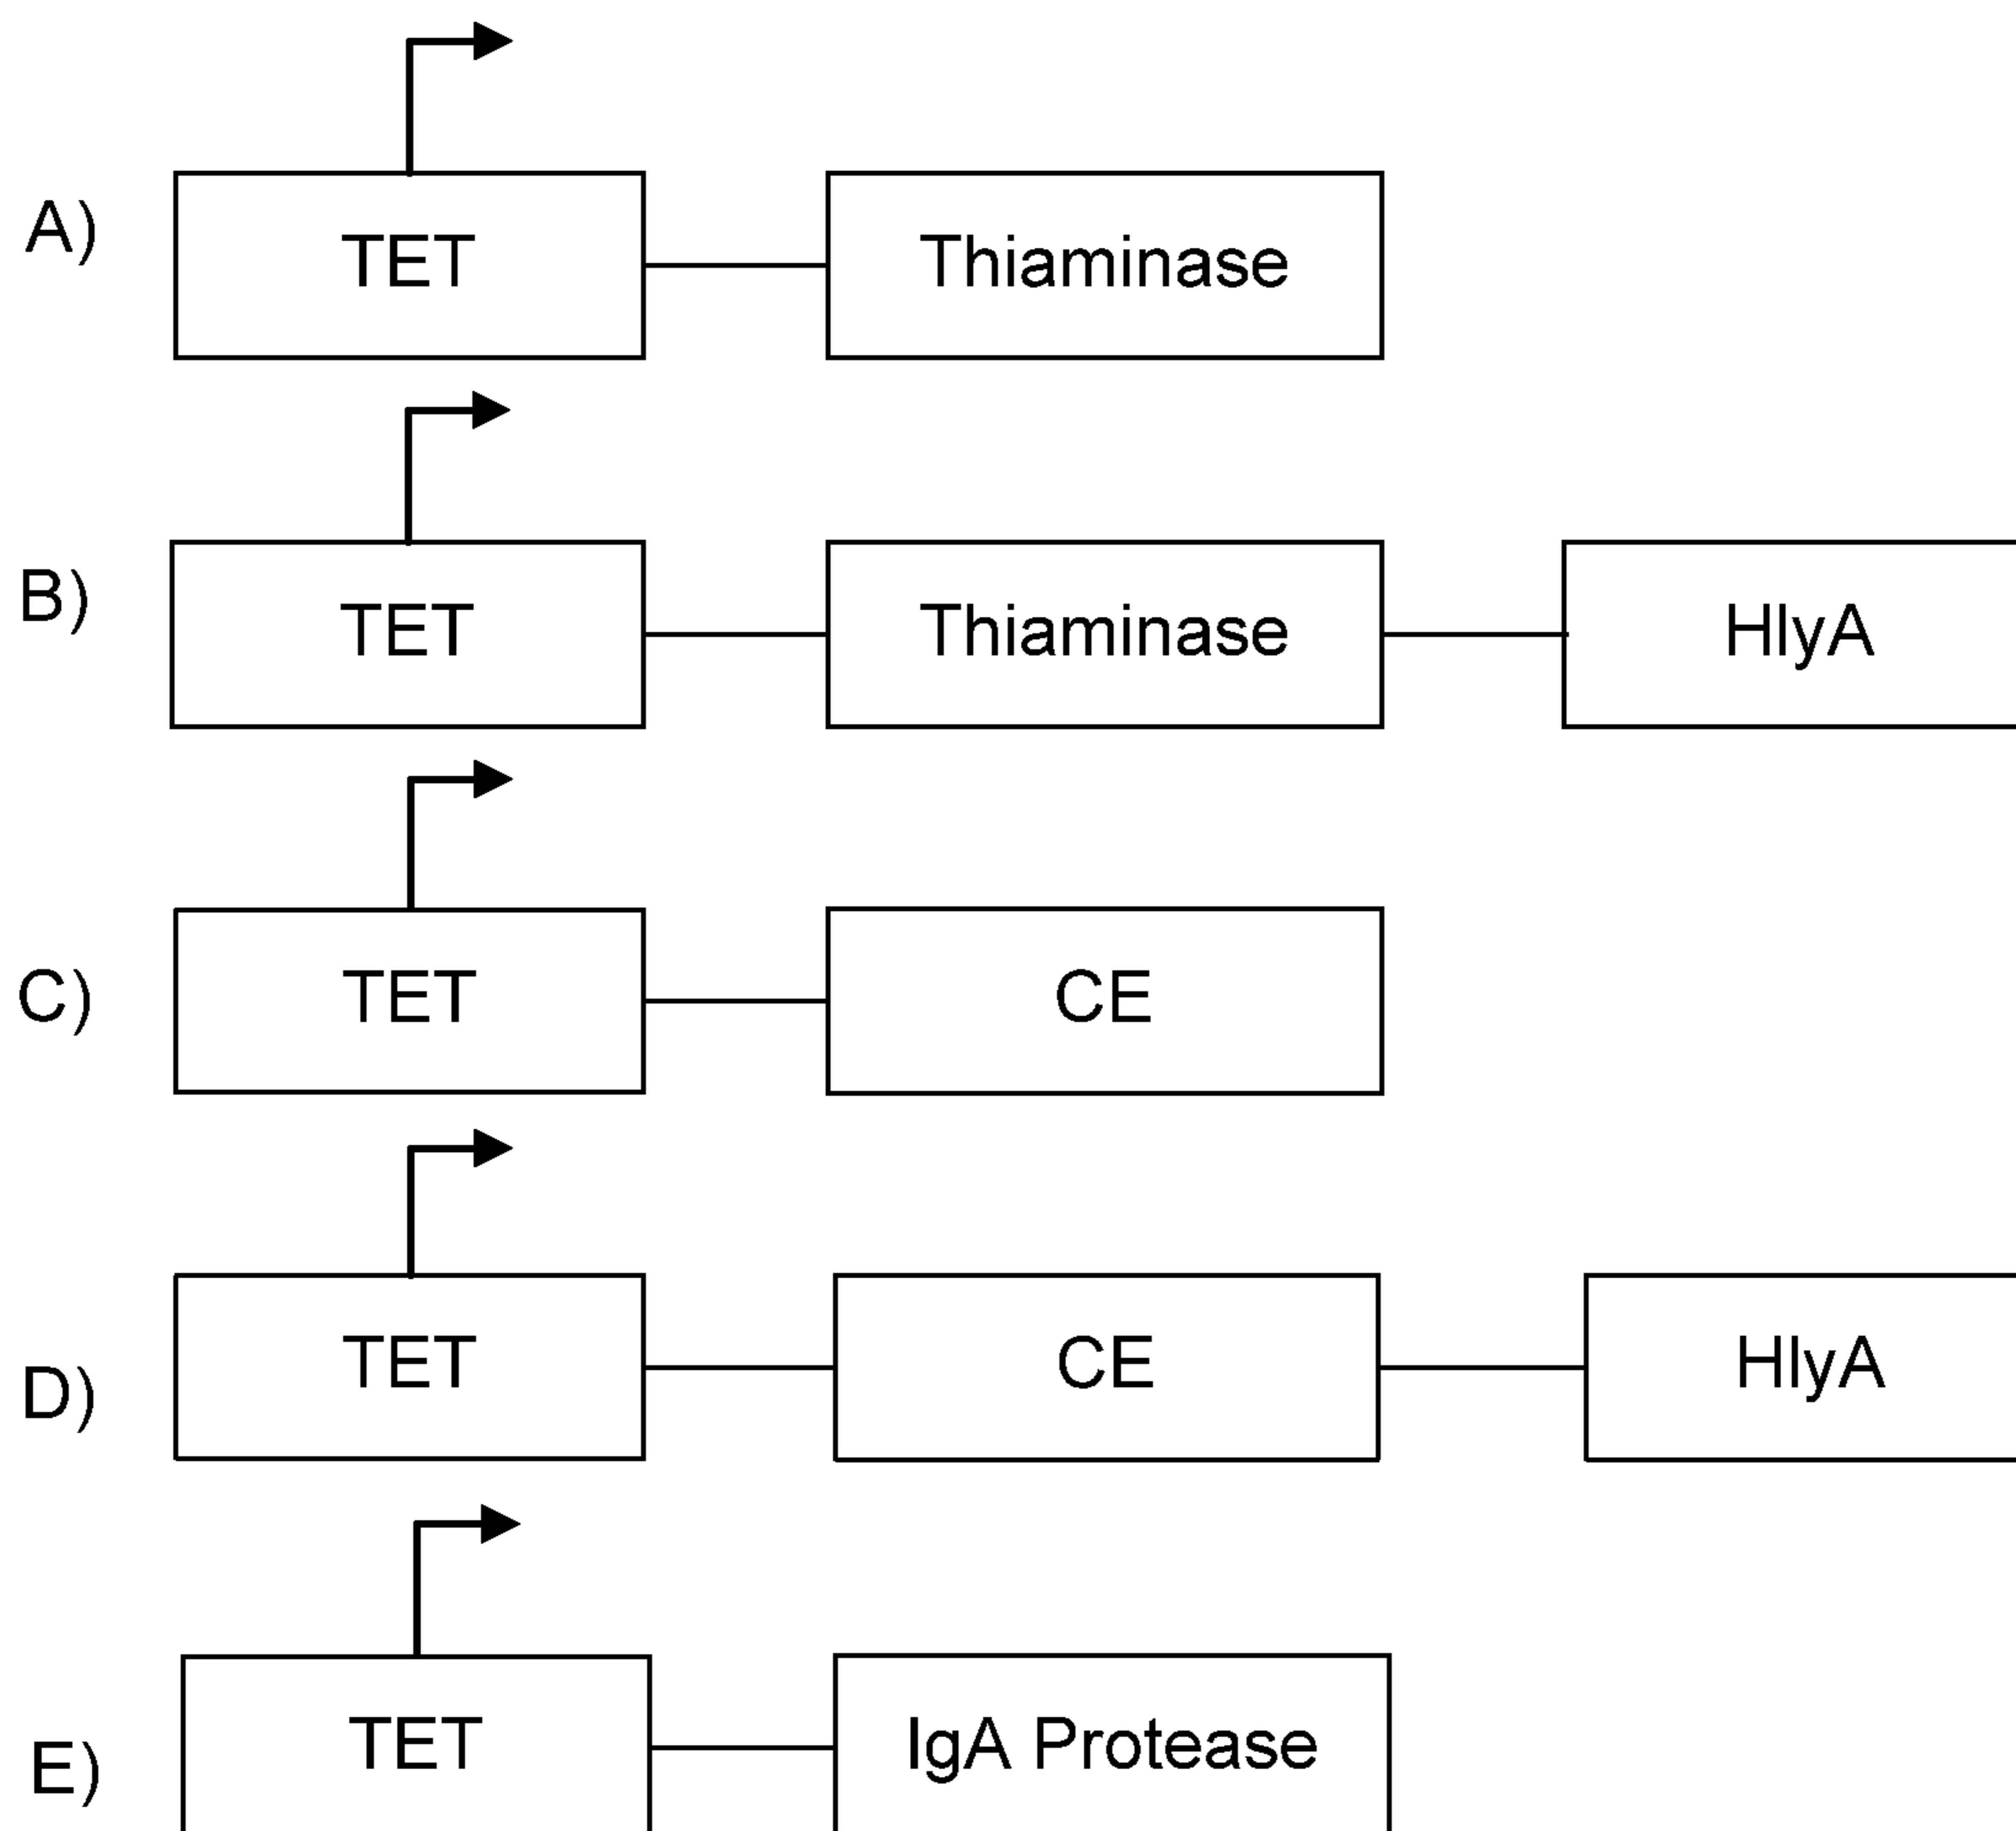 A) TET Thiaminase
B) TET Thiaminase HlyA
C) TET CE
D) TET CE HlyA
E) TET IgA Protease